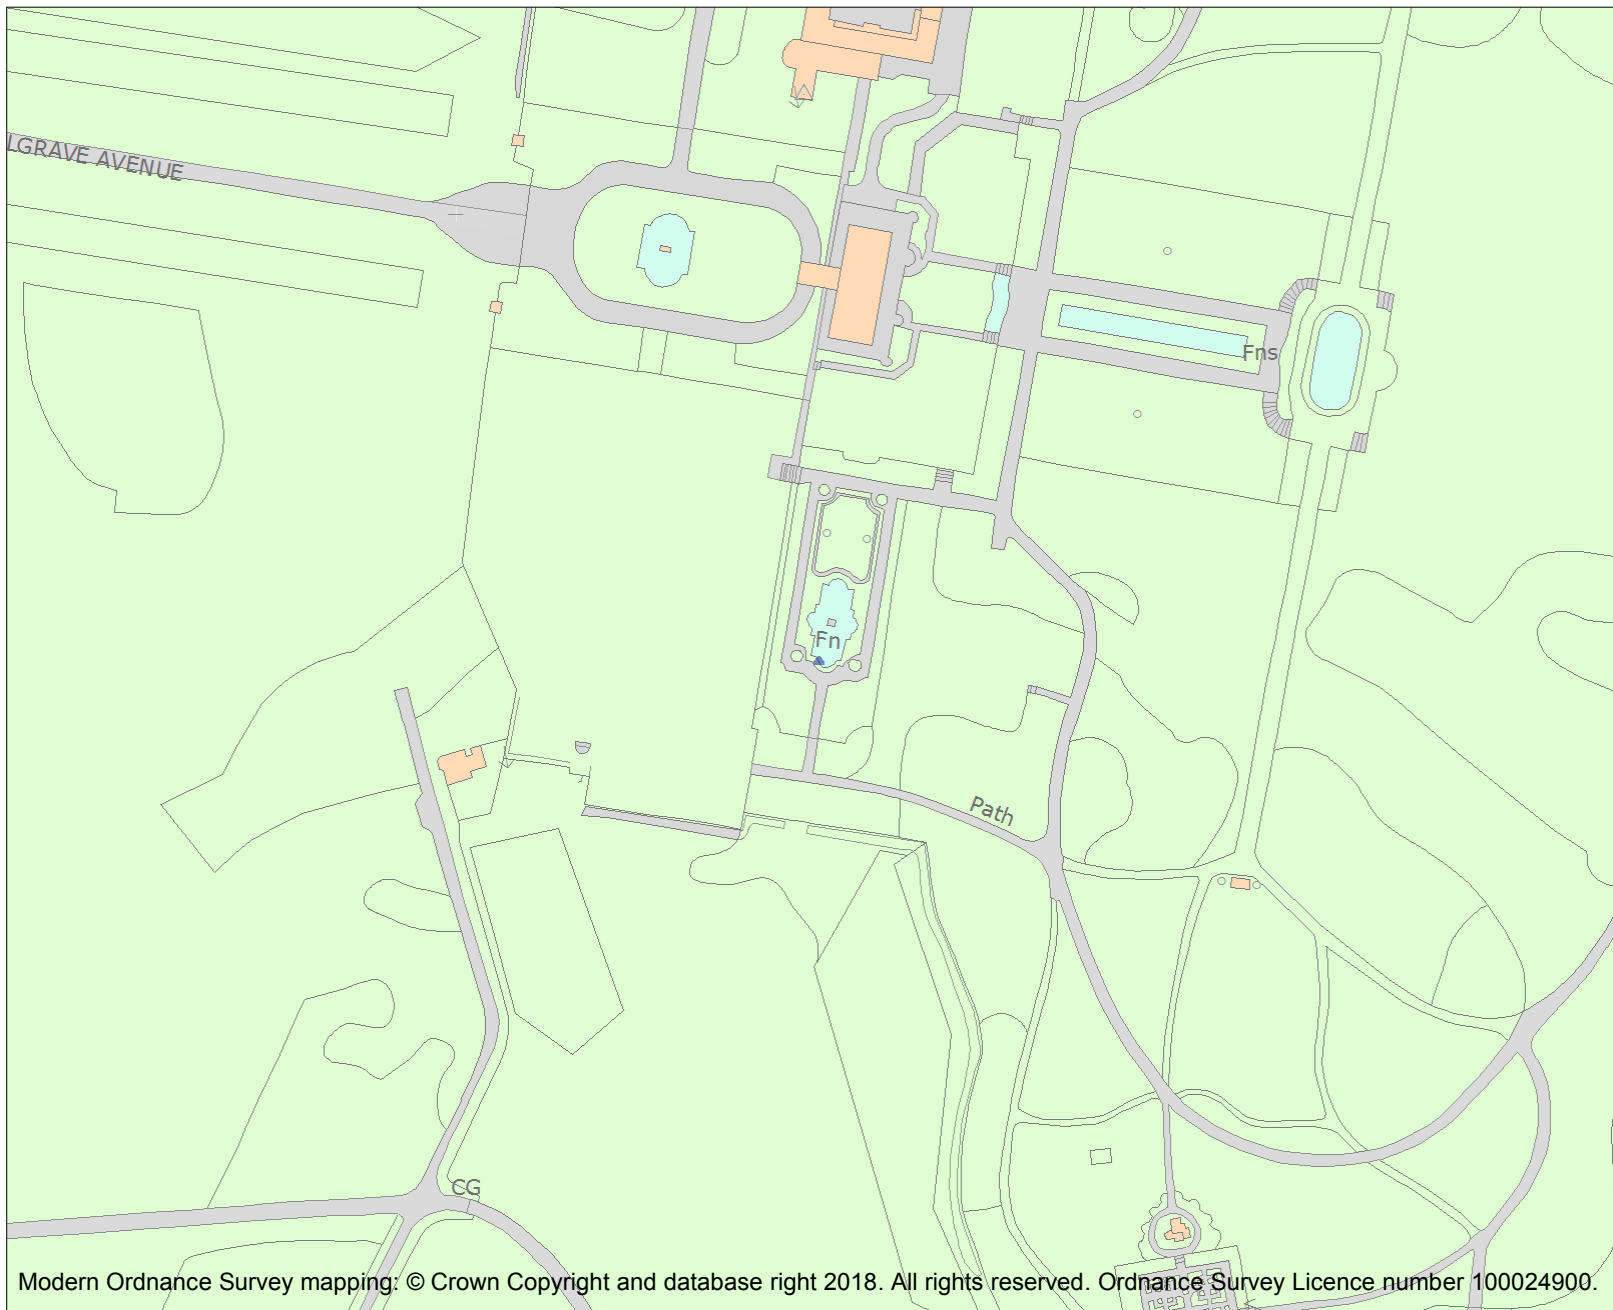 LGRAVE AVENUE
Fns
Fn
Path
CG
Modern Ordnance Survey mapping: © Crown Copyright and database right 2018. All rights reserved. Ordnance Survey Licence number 100024900.